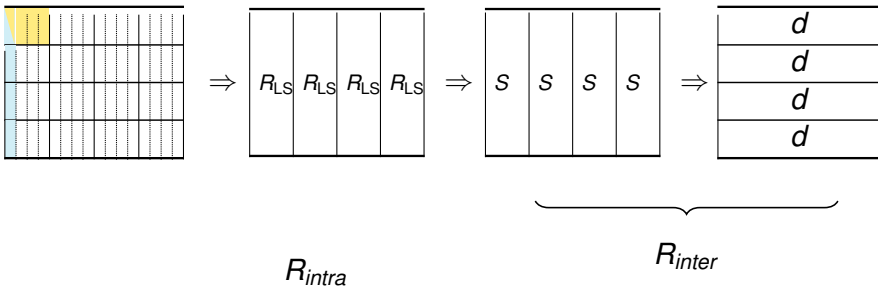 d
⇒ R_LS R_LS R_LS R_LS ⇒ S S S S ⇒ d
d
d
R_intra R_inter